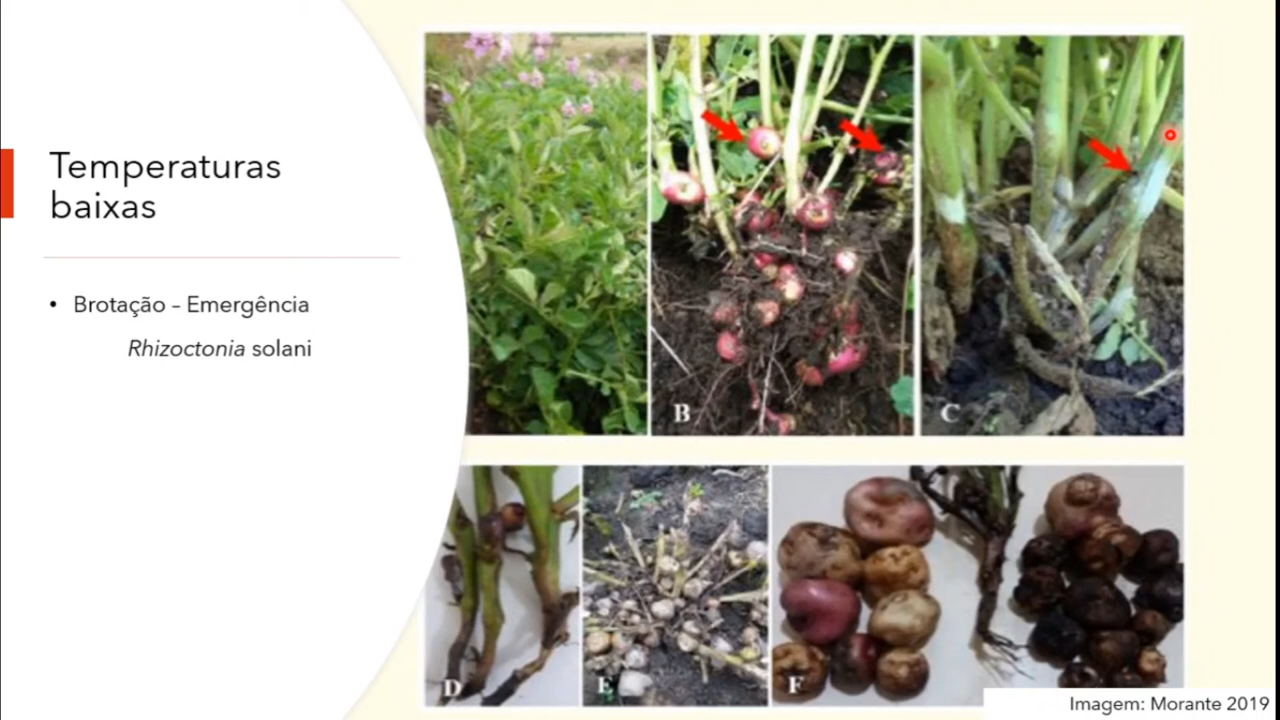 Temperaturas
baixas
• Brotação – Emergência
Rhizoctonia solani
B
C
D
E
F
Imagem: Morante 2019